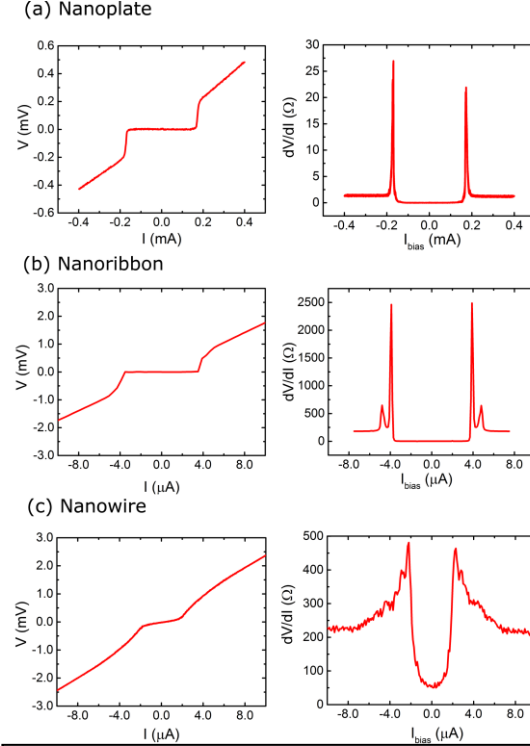 (a) Nanoplate
V (mV)
0.6
0.4
0.2
0.0
-0.2
-0.4
-0.6
-0.4 -0.2 0.0 0.2 0.4
I (mA)
dV/dI (Ω)
30
25
20
15
10
5
0
-0.4 -0.2 0.0 0.2 0.4
Ibias (mA)
(b) Nanoribbon
V (mV)
3.0
2.0
1.0
0.0
-1.0
-2.0
-3.0
-8.0 -4.0 0.0 4.0 8.0
I (μA)
dV/dI (Ω)
2500
2000
1500
1000
500
0
-8.0 -4.0 0.0 4.0 8.0
Ibias (μA)
(c) Nanowire
V (mV)
3.0
2.0
1.0
0.0
-1.0
-2.0
-3.0
-8.0 -4.0 0.0 4.0 8.0
I (μA)
dV/dI (Ω)
500
400
300
200
100
0
-8.0 -4.0 0.0 4.0 8.0
Ibias (μA)